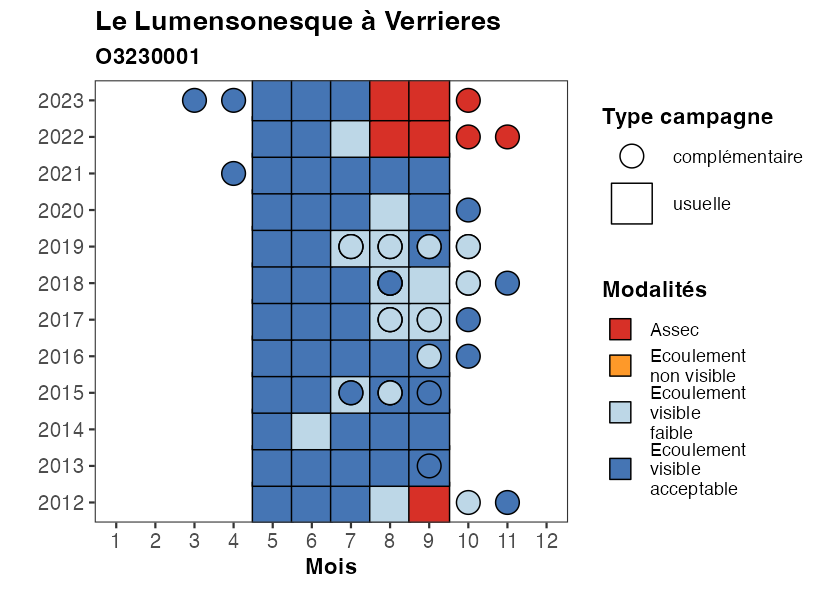 Le Lumensonesque à Verrieres
O3230001
2023
2022
2021
2020
2019
2018
2017
2016
2015
2014
2013
2012
1 2 3 4 5 6 7 8 9 10 11 12
Mois
Type campagne
complémentaire
usuelle
Modalités
Assec
Ecoulement
non visible
Ecoulement
visible
faible
Ecoulement
visible
acceptable